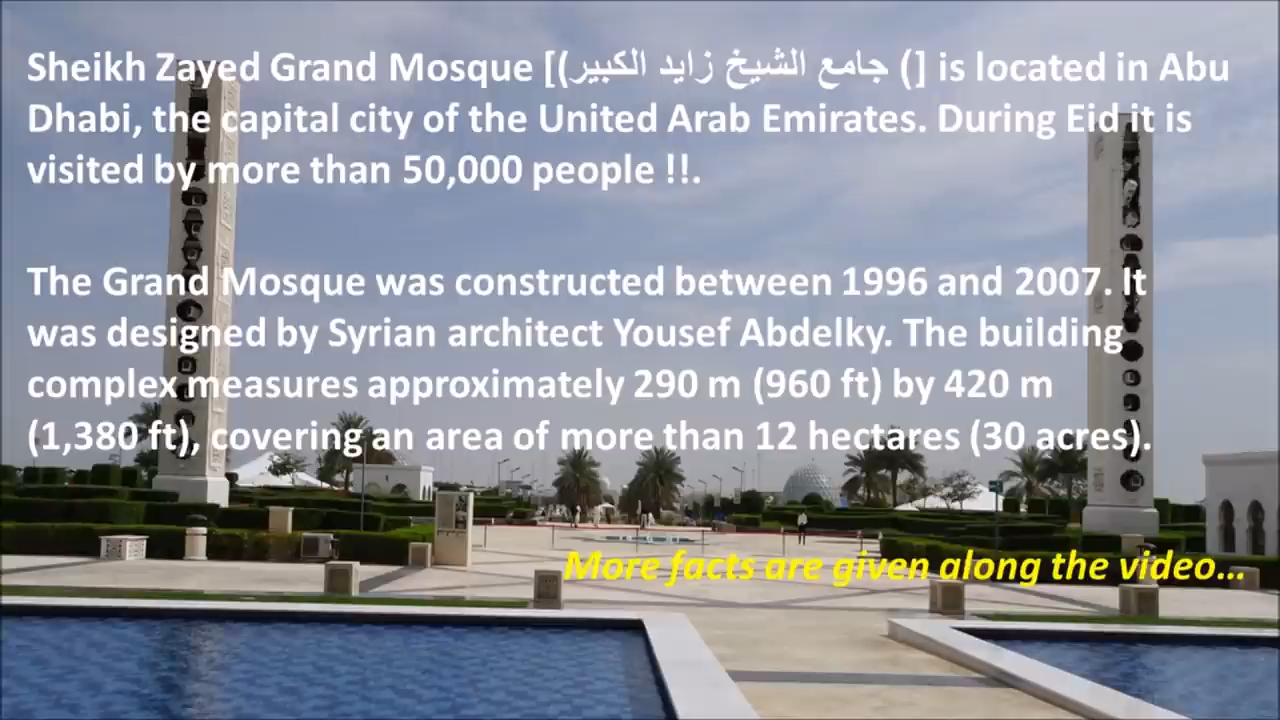 Sheikh Zayed Grand Mosque [(جامع الشيخ زايد الكبير (] is located in Abu
Dhabi, the capital city of the United Arab Emirates. During Eid it is
visited by more than 50,000 people !!.
The Grand Mosque was constructed between 1996 and 2007. It
was designed by Syrian architect Yousef Abdelky. The building
complex measures approximately 290 m (960 ft) by 420 m
(1,380 ft), covering an area of more than 12 hectares (30 acres).
More facts are given along the video...